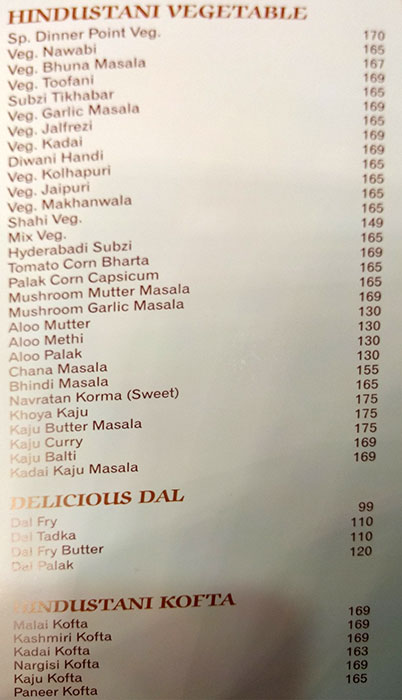 HINDUSTANI VEGETABLE
Sp. Dinner Point Veg. 170
Veg. Nawabi 165
Veg. Bhuna Masala 167
Veg. Toofani 169
Subzi Tikhabar 165
Veg. Garlic Masala 169
Veg. Jalfrezi 165
Veg. Kadai 169
Diwani Handi 169
Veg. Kolhapuri 165
Veg. Jaipuri 165
Veg. Makhanwala 165
Shahi Veg. 165
Mix Veg. 149
Hyderabadi Subzi 165
Tomato Corn Bharta 169
Palak Corn Capsicum 165
Mushroom Mutter Masala 165
Mushroom Garlic Masala 169
Aloo Mutter 130
Aloo Methi 130
Aloo Palak 130
Chana Masala 130
Bhindi Masala 155
Navratan Korma (Sweet) 165
Khoya Kaju 175
Kaju Butter Masala 175
Kaju Curry 175
Kaju Balti 169
Kadai Kaju Masala 169
DELICIOUS DAL
Dal Fry 99
Dal Tadka 110
Dal Fry Butter 110
Dal Palak 120
HINDUSTANI KOFTA
Malai Kofta 169
Kashmiri Kofta 169
Kadai Kofta 169
Nargisi Kofta 163
Kaju Kofta 169
Paneer Kofta 165